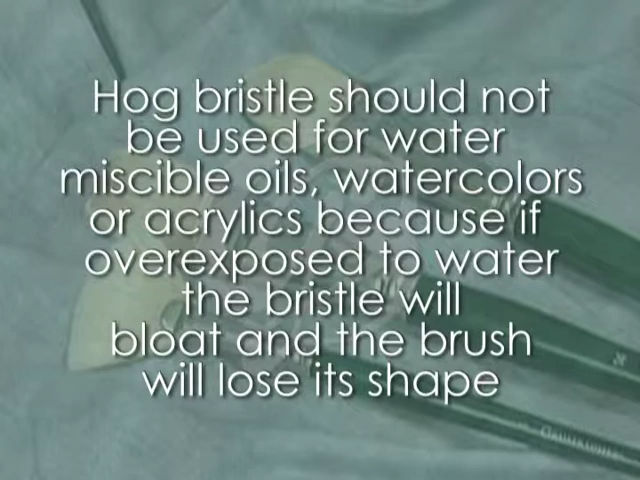 Hog bristle should not
be used for water
miscible oils, watercolors
or acrylics because if
overexposed to water
the bristle will
bloat and the brush
will lose its shape